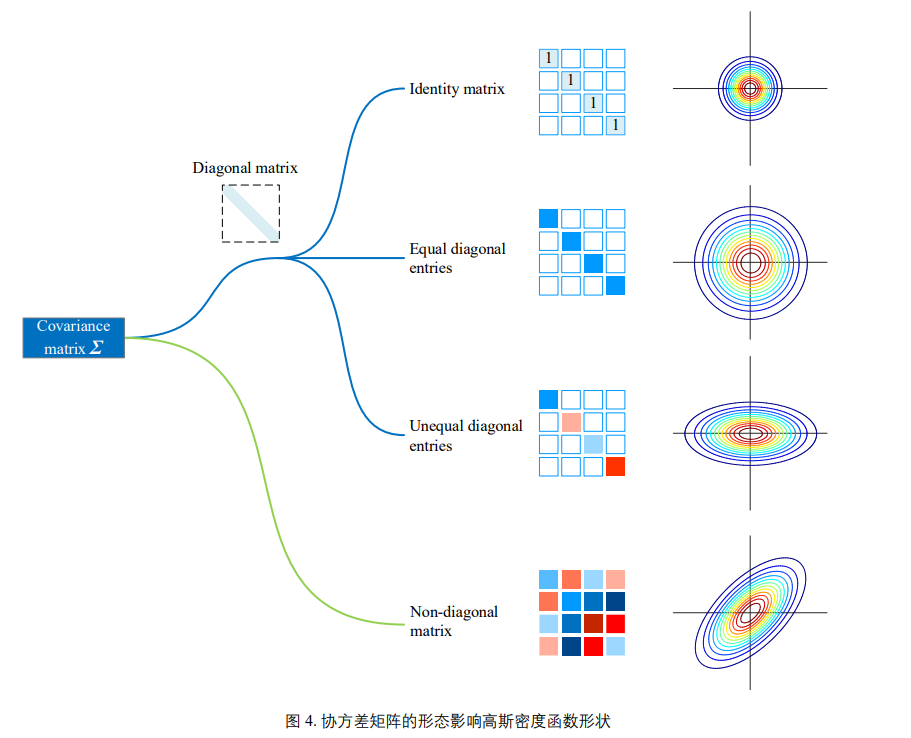 Identity matrix
1
1
1
1
Diagonal matrix
Equal diagonal
entries
Covariance
matrix Σ
Unequal diagonal
entries
Non-diagonal
matrix
图 4. 协方差矩阵的形态影响高斯密度函数形状